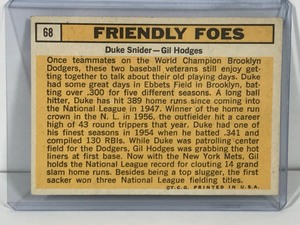 68
FRIENDLY FOES
Duke Snider—Gil Hodges
Once teammates on the World Champion Brooklyn
Dodgers, these two baseball veterans still enjoy get-
ting together to talk about their old playing days. Duke
had some great days in Ebbets Field in Brooklyn, bat-
ting over .300 for five different seasons. A long ball
hitter, Duke has hit 389 home runs since coming into
the National League in 1947. Winner of the home run
crown in the N. L. in 1956, the outfielder hit a career
high of 43 round trippers that year. Duke had one of
his finest seasons in 1954 when he batted .341 and
compiled 130 RBIs. While Duke was patrolling center
field for the Dodgers, Gil Hodges was grabbing the hot
liners at first base. Now with the New York Mets, Gil
holds the National League record for clouting 14 grand
slam home runs. Besides being a top slugger, the first
sacker won three National League fielding titles.
©T.C.G. PRINTED IN U.S.A.